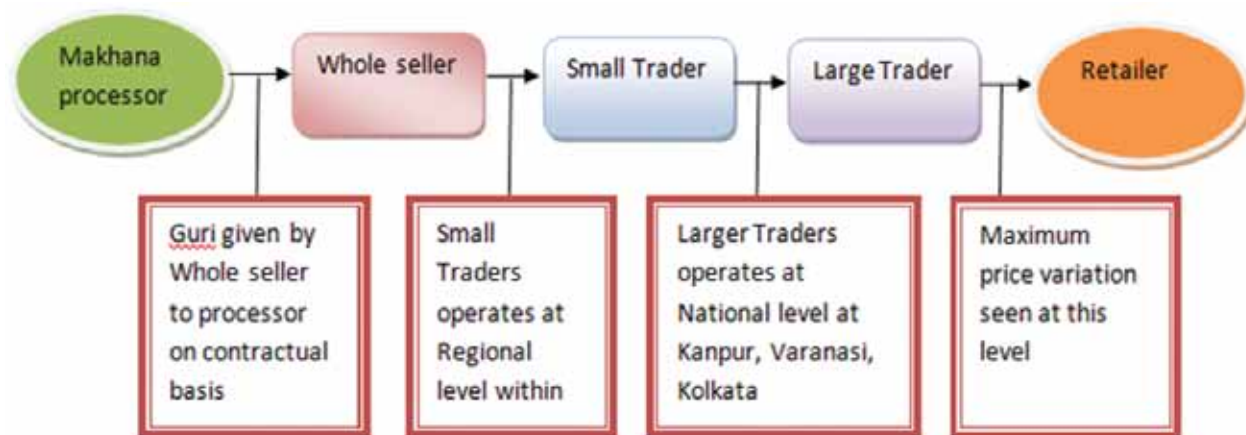 Makhana
processor
Whole seller
Small Trader
Large Trader
Retailer
Guri given by
Whole seller
to processor
on contractual
basis
Small
Traders
operates at
Regional
level within
Larger Traders
operates at
National level at
Kanpur, Varanasi,
Kolkata
Maximum
price variation
seen at this
level